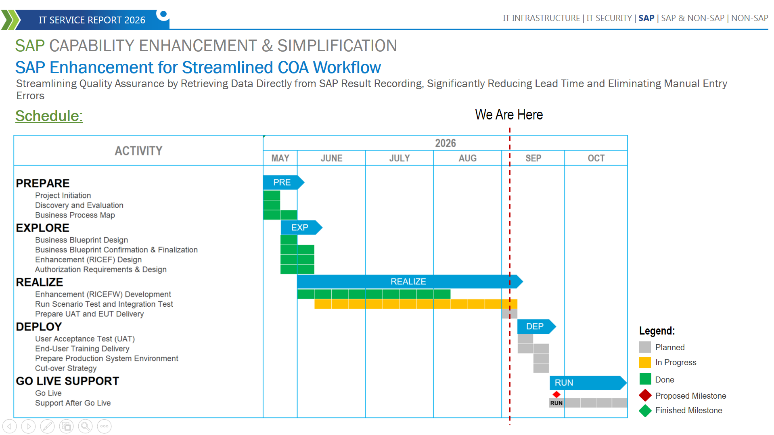 IT SERVICE REPORT 2026
IT INFRASTRUCTURE | IT SECURITY | SAP | SAP & NON-SAP | NON-SAP
SAP CAPABILITY ENHANCEMENT & SIMPLIFICATION
SAP Enhancement for Streamlined COA Workflow
Streamlining Quality Assurance by Retrieving Data Directly from SAP Result Recording, Significantly Reducing Lead Time and Eliminating Manual Entry
Errors
Schedule:
We Are Here
ACTIVITY
2026
MAY JUNE JULY AUG SEP OCT
PREPARE
PRE
Project Initiation
Discovery and Evaluation
Business Process Map
EXPLORE
EXP
Business Blueprint Design
Business Blueprint Confirmation & Finalization
Enhancement (RICEF) Design
Authorization Requirements & Design
REALIZE
REALIZE
Enhancement (RICEFW) Development
Run Scenario Test and Integration Test
Prepare UAT and EUT Delivery
DEPLOY
DEP
User Acceptance Test (UAT)
End-User Training Delivery
Prepare Production System Environment
Cut-over Strategy
GO LIVE SUPPORT
RUN
Go Live
Support After Go Live
RUN
Legend:
Planned
In Progress
Done
Proposed Milestone
Finished Milestone